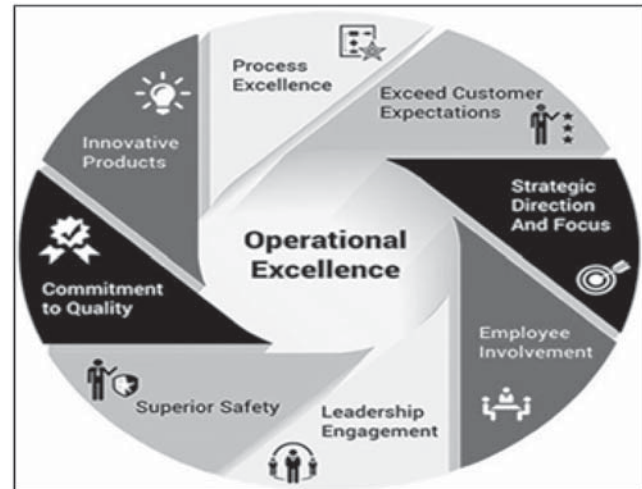 Process
Excellence
Exceed Customer
Expectations
Innovative
Products
Strategic
Direction
And Focus
Operational
Excellence
Commitment
to Quality
Employee
Involvement
Superior Safety
Leadership
Engagement